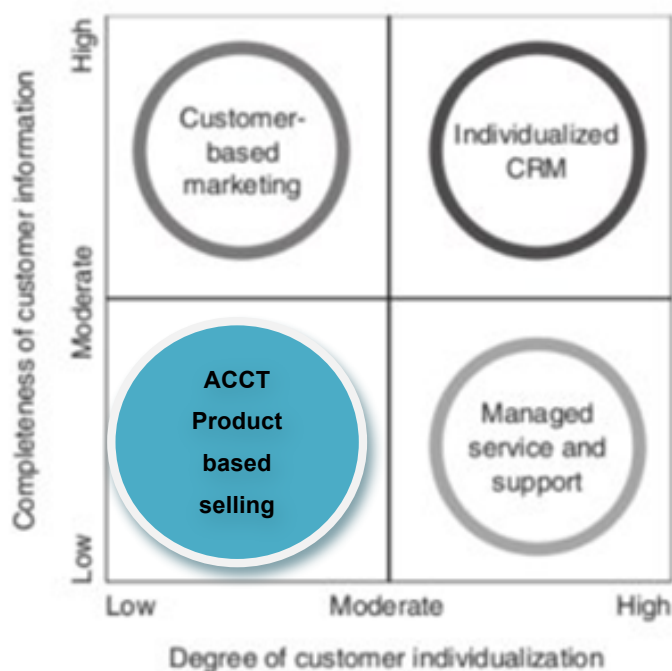 Completeness of customer information
High
Moderate
Low
Customer-
based
marketing
Individualized
CRM
ACCT
Product
based
selling
Managed
service and
support
Low
Moderate
High
Degree of customer individualization